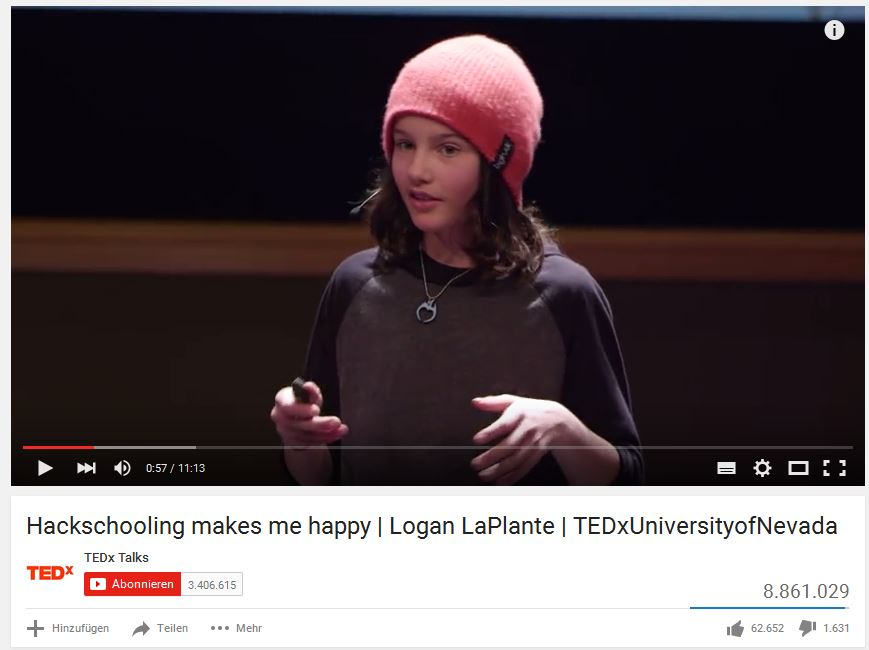 0:57 / 11:13
Hackschooling makes me happy | Logan LaPlante | TEDxUniversityofNevada
TEDx
TEDx Talks
Abonnieren 3.406.615
8.861.029
Hinzufügen Teilen Mehr 62.652 1.631